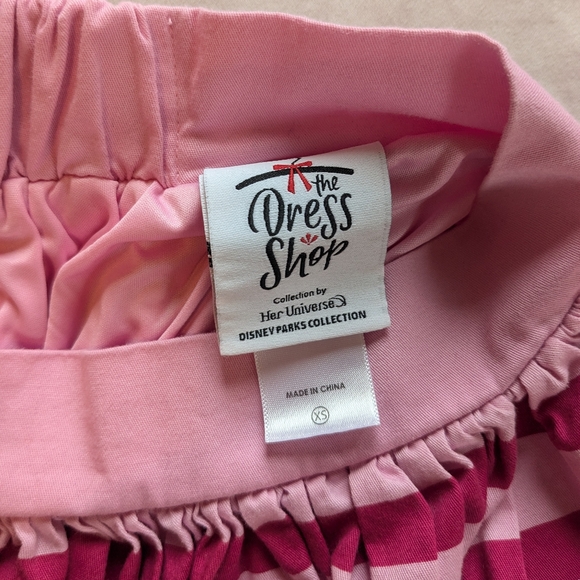 the
Dress
Shop
Collection by
Her Universe
DISNEY PARKS COLLECTION
MADE IN CHINA
XS